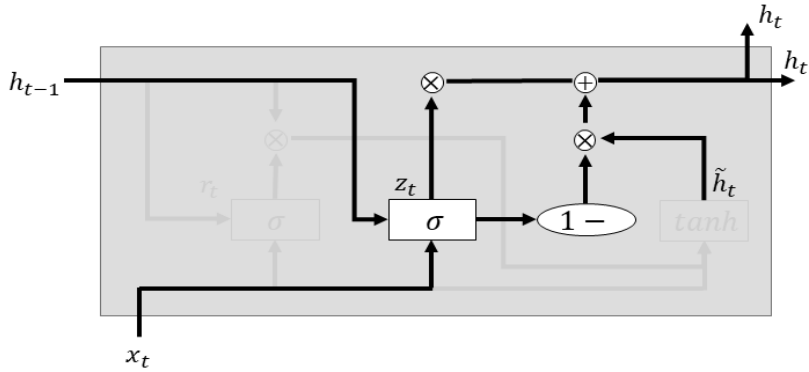 h_t
h_{t-1} h_t
r_t z_t h̃_t
σ σ 1 − tanh
x_t